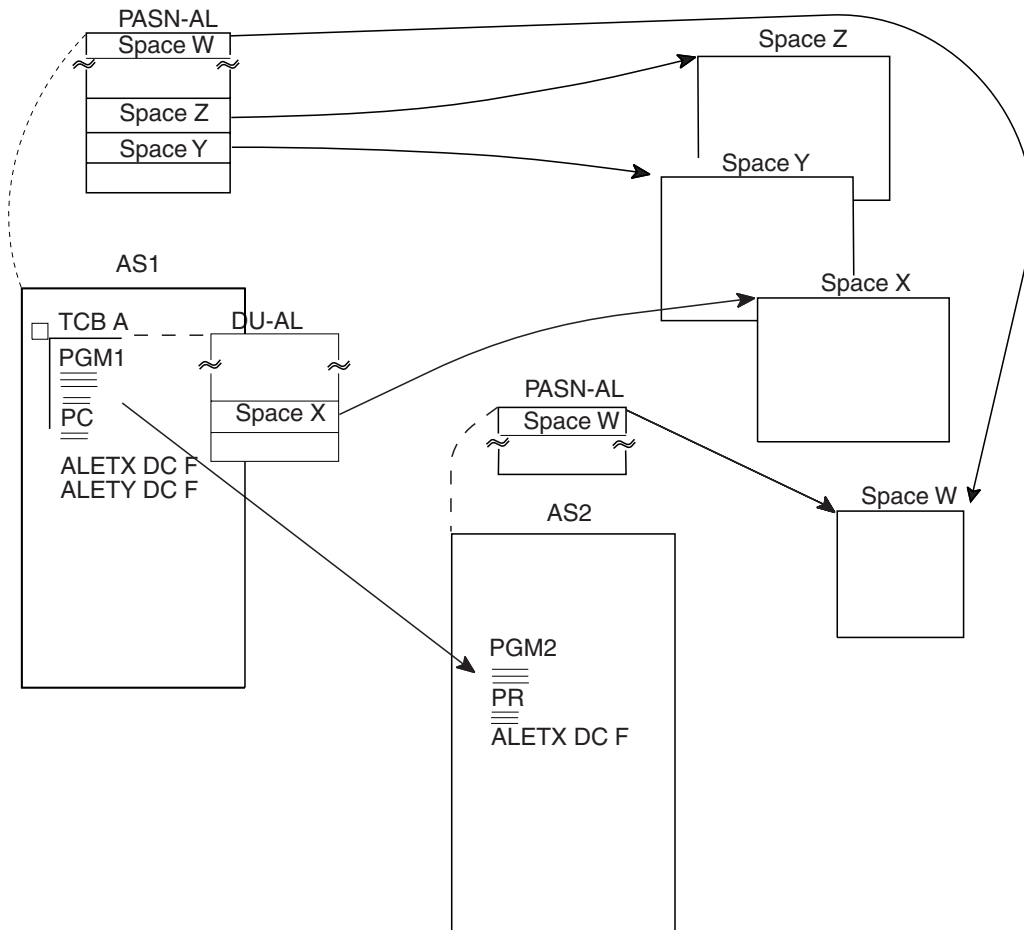 PASN-AL
Space W
Space Z
Space Y
Space Z
Space Y
AS1
Space X
TCB A
DU-AL
PGM1
PC
Space X
ALETX DC F
ALETY DC F
PASN-AL
Space W
Space W
AS2
PGM2
PR
ALETX DC F